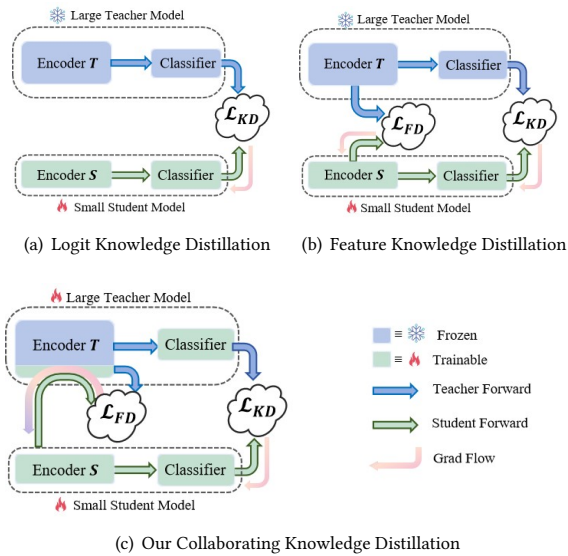 Large Teacher Model
Encoder T
Classifier
ℒKD
Encoder S
Classifier
Small Student Model
(a) Logit Knowledge Distillation
Large Teacher Model
Encoder T
Classifier
ℒFD
ℒKD
Encoder S
Classifier
Small Student Model
(b) Feature Knowledge Distillation
Large Teacher Model
Encoder T
Classifier
ℒFD
ℒKD
Encoder S
Classifier
Small Student Model
≡ Frozen
≡ Trainable
Teacher Forward
Student Forward
Grad Flow
(c) Our Collaborating Knowledge Distillation